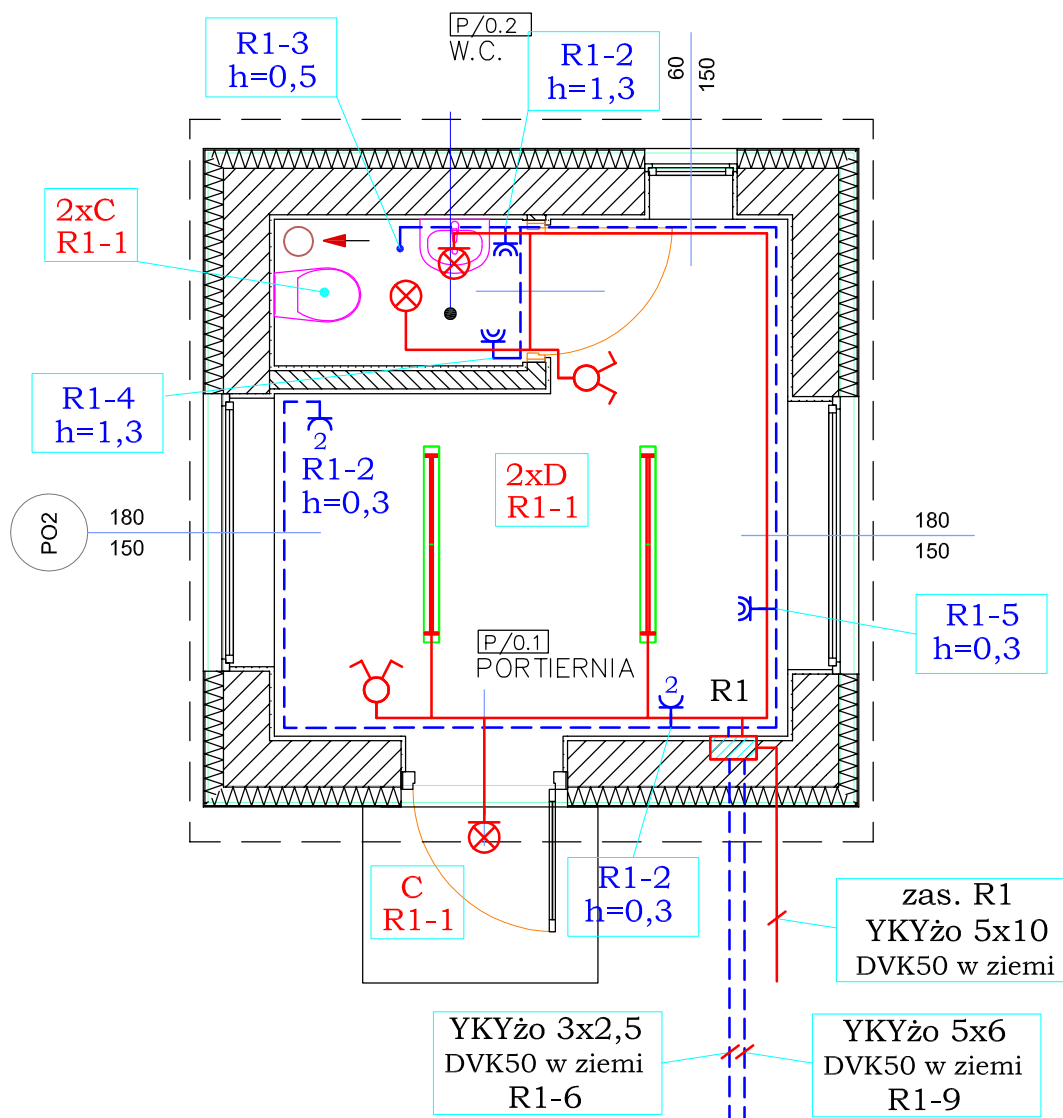 P/0.2
W.C.
R1-3
h=0,5
R1-2
h=1,3
60
150
2xC
R1-1
R1-4
h=1,3
2
R1-2
h=0,3
2xD
R1-1
PO2
180
150
180
150
R1-5
h=0,3
P/0.1
PORTIERNIA
2
R1
C
R1-1
R1-2
h=0,3
zas. R1
YKYżo 5x10
DVK50 w ziemi
YKYżo 3x2,5
DVK50 w ziemi
R1-6
YKYżo 5x6
DVK50 w ziemi
R1-9